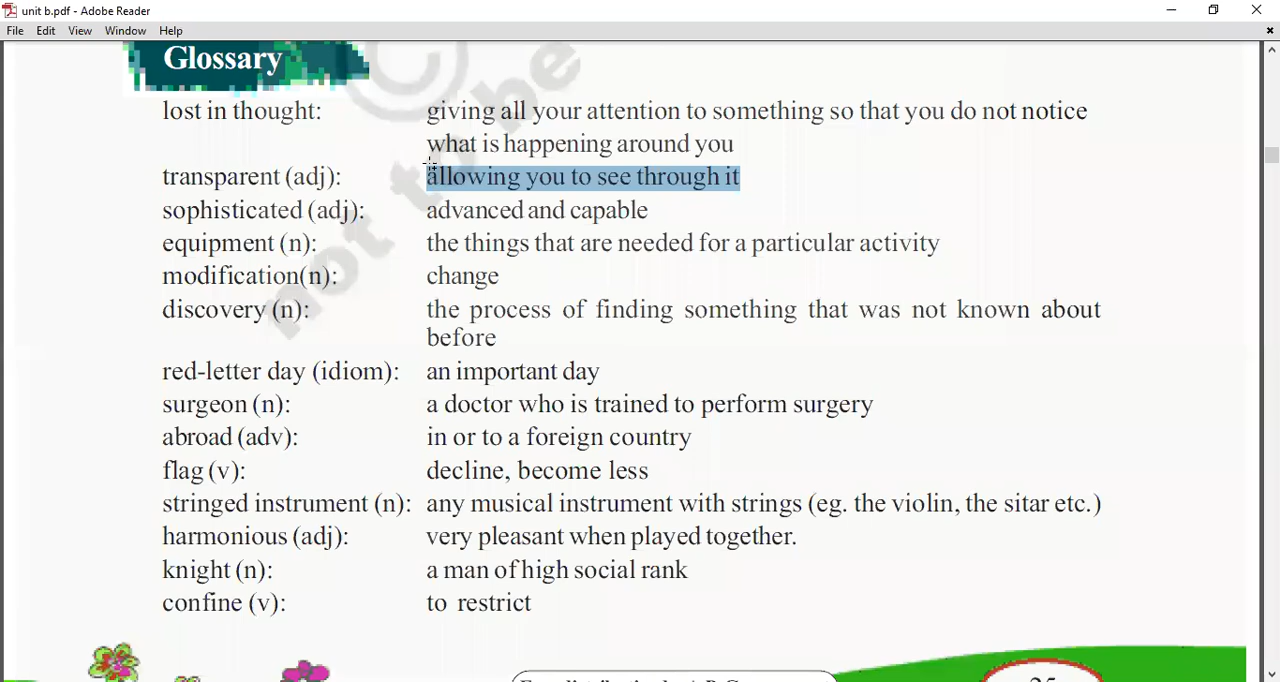 unit b.pdf - Adobe Reader
File Edit View Window Help
Glossary
lost in thought: giving all your attention to something so that you do not notice
what is happening around you
transparent (adj): allowing you to see through it
sophisticated (adj): advanced and capable
equipment (n): the things that are needed for a particular activity
modification(n): change
discovery (n): the process of finding something that was not known about
before
red-letter day (idiom): an important day
surgeon (n): a doctor who is trained to perform surgery
abroad (adv): in or to a foreign country
flag (v): decline, become less
stringed instrument (n): any musical instrument with strings (eg. the violin, the sitar etc.)
harmonious (adj): very pleasant when played together.
knight (n): a man of high social rank
confine (v): to restrict
©
not to be